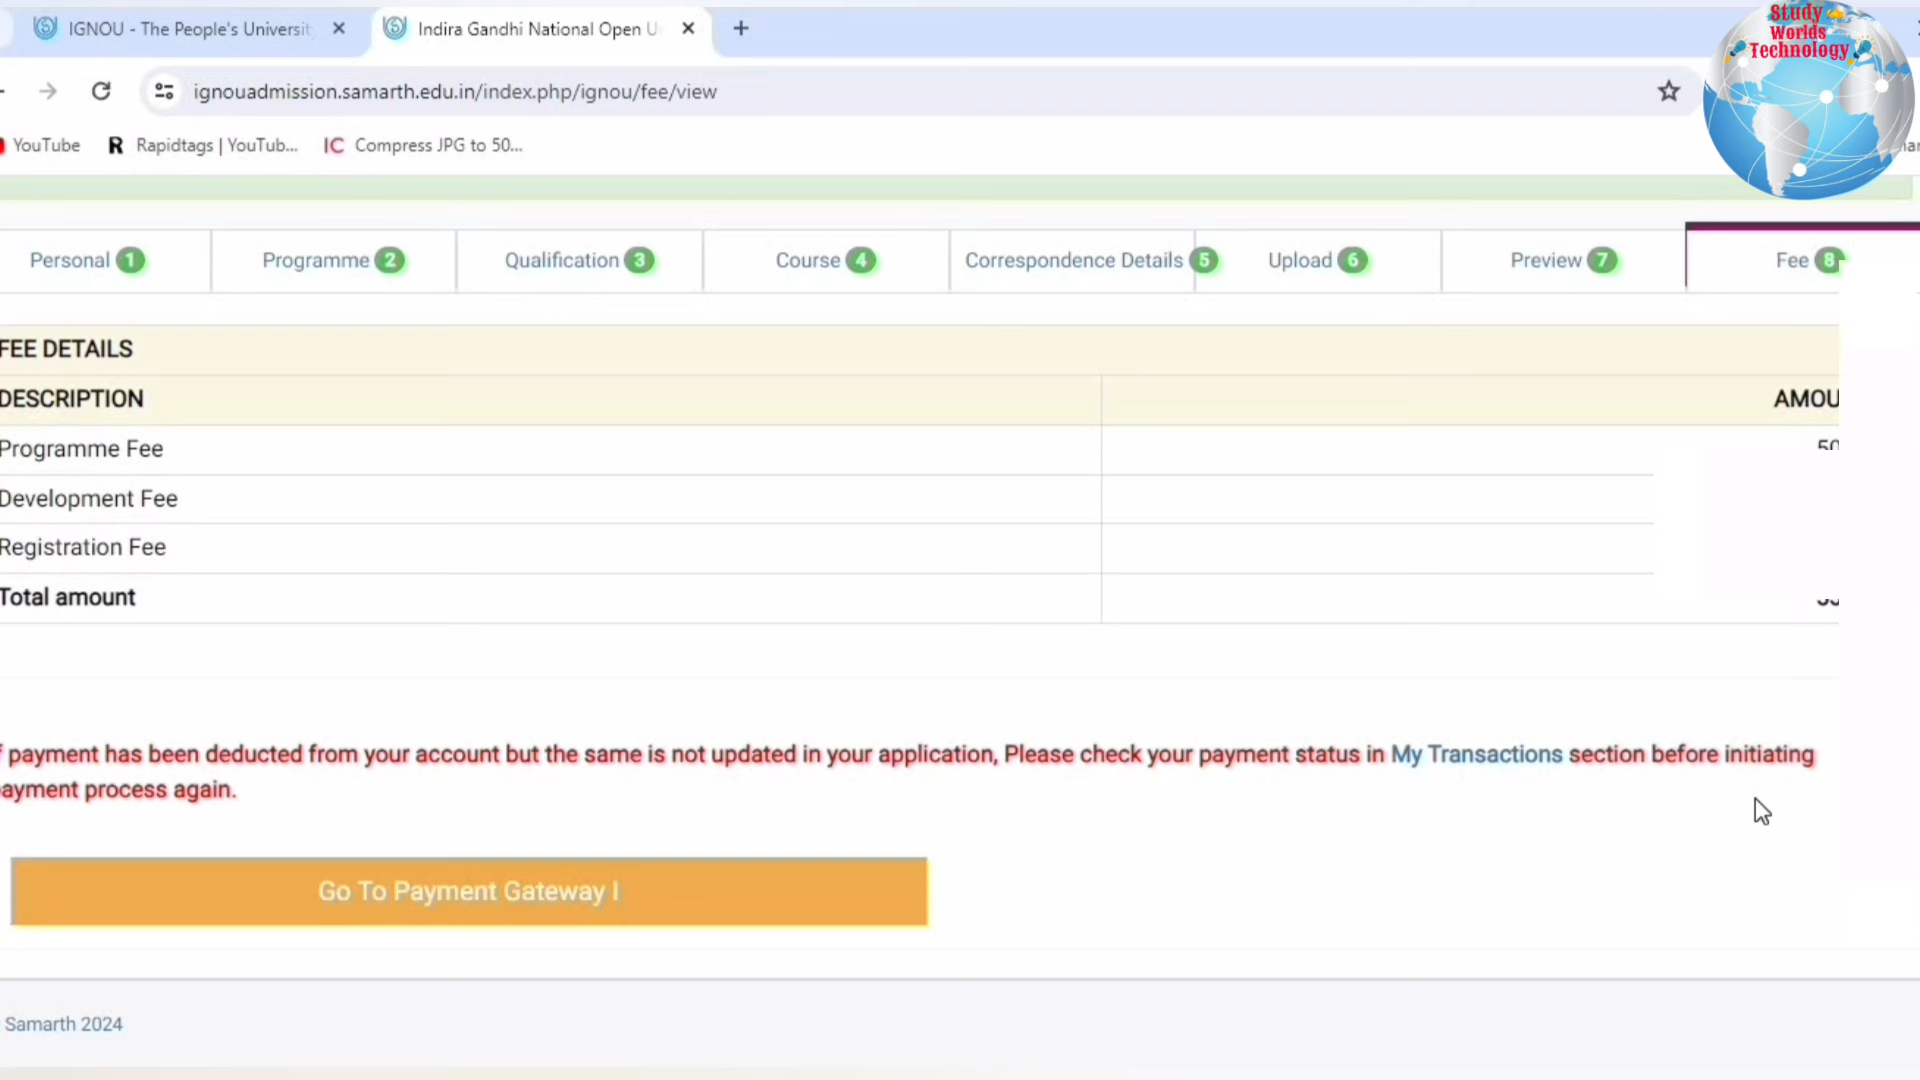 Study
Worlds
Technology
IGNOU - The People's Universit
Indira Gandhi National Open U
ignouadmission.samarth.edu.in/index.php/ignou/fee/view
YouTube
Rapidtags | YouTub...
IC Compress JPG to 50...
Personal 1
Programme 2
Qualification 3
Course 4
Correspondence Details 5
Upload 6
Preview 7
Fee 8
FEE DETAILS
DESCRIPTION AMOU
Programme Fee
Development Fee
Registration Fee
Total amount
payment has been deducted from your account but the same is not updated in your application, Please check your payment status in My Transactions section before initiating
ayment process again.
Go To Payment Gateway I
Samarth 2024